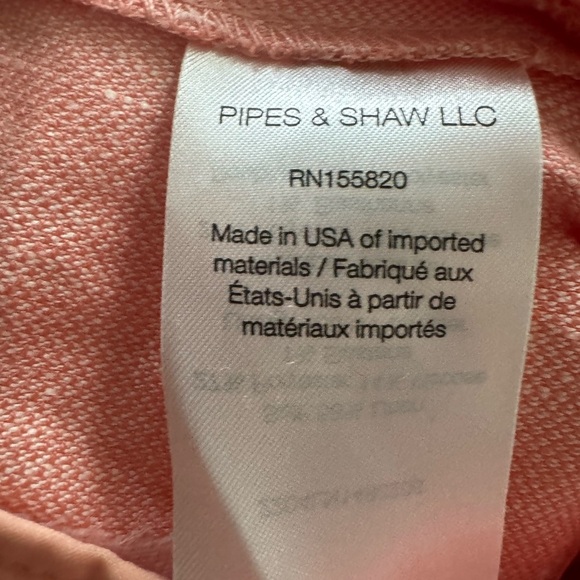 PIPES & SHAW LLC
RN155820
Made in USA of imported
materials / Fabriqué aux
États-Unis à partir de
matériaux importés